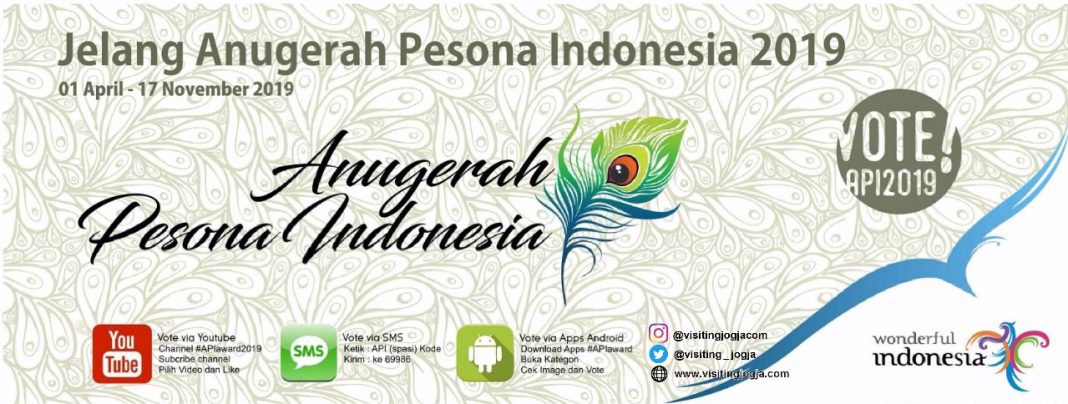 Jelang Anugerah Pesona Indonesia 2019
01 April - 17 November 2019
Anugerah
Pesona Indonesia
VOTE!
API2019
You
Tube
Vote via Youtube
Channel #APIaward2019
Subcribe channel
Pilih Video dan Like
SMS
Vote via SMS
Ketik : API (spasi) Kode
Kirim : ke 69986
Vote via Apps Android
Download Apps #APIaward
Buka Kategori
Cek Image dan Vote
@visitingjogjacom
@visiting_jogja
www.visitingjogja.com
wonderful
indonesia